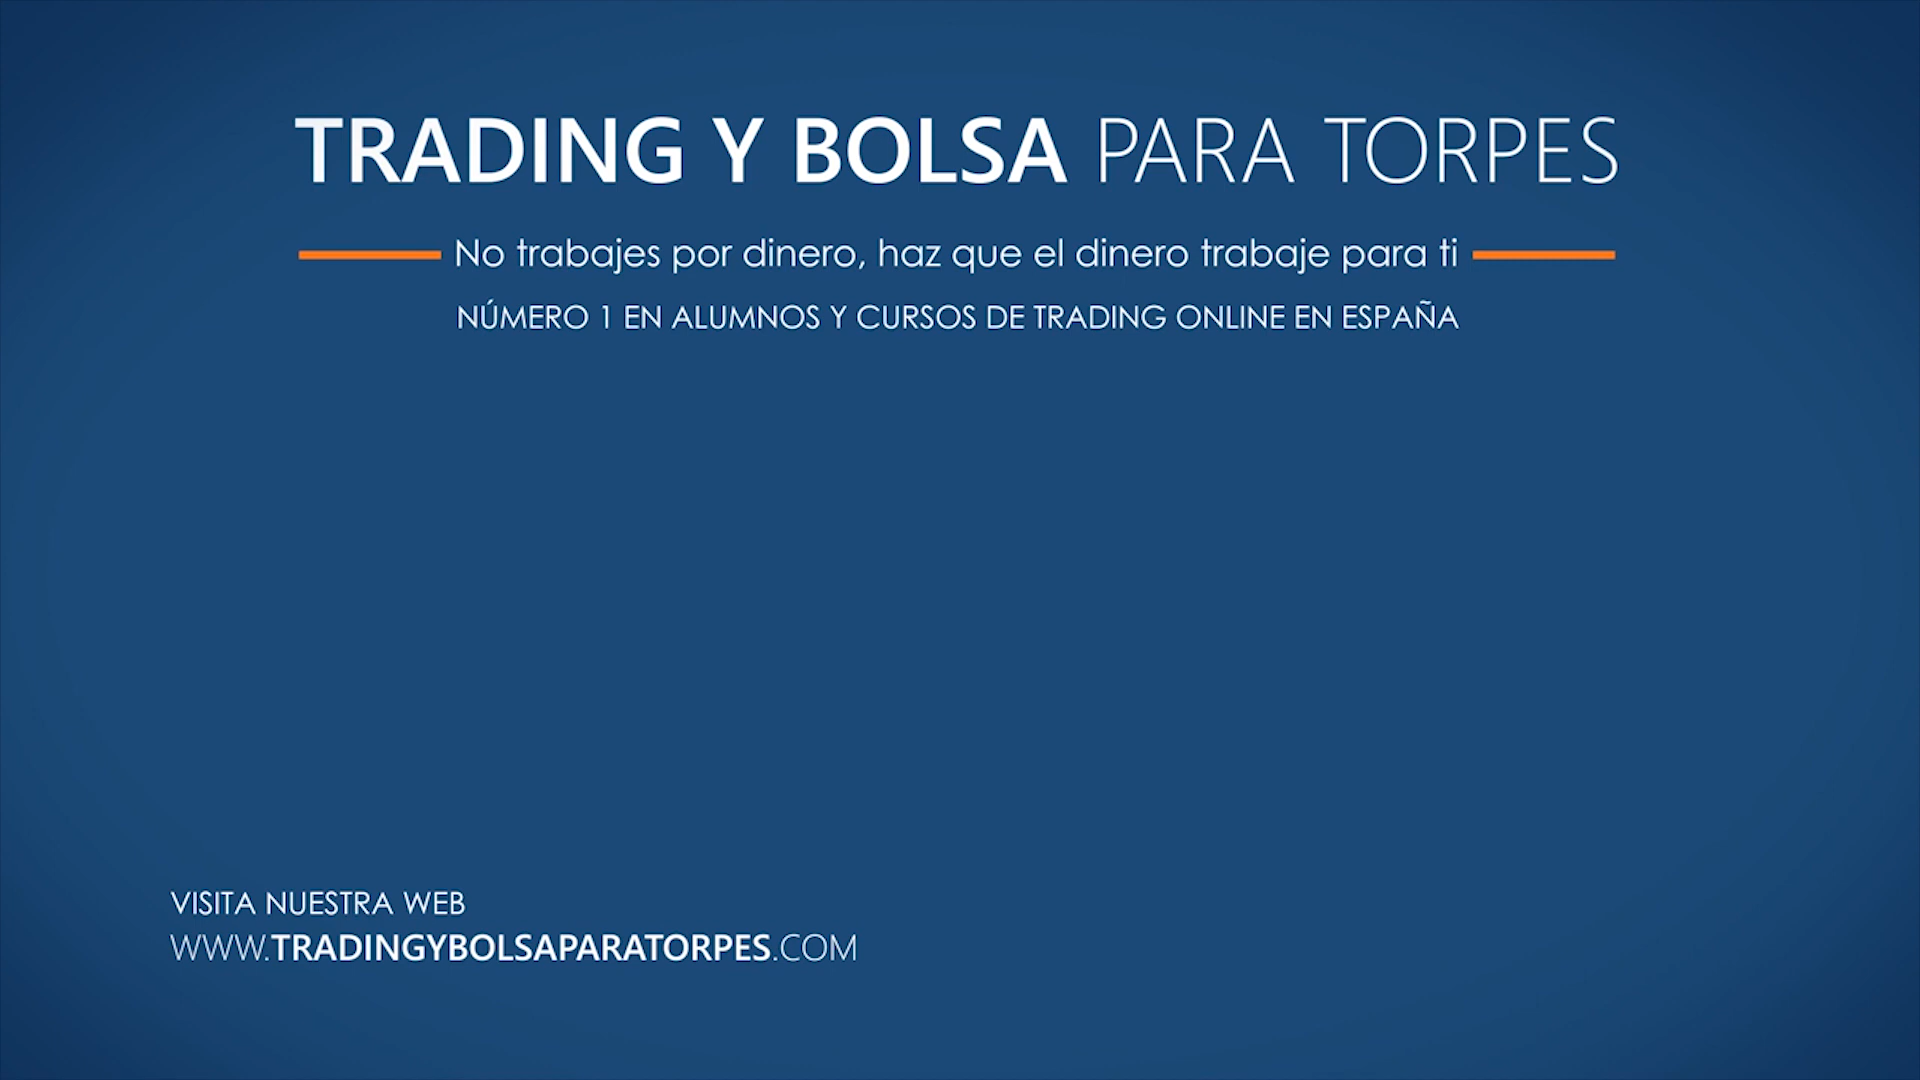 TRADING Y BOLSA PARA TORPES
No trabajes por dinero, haz que el dinero trabaje para ti
NÚMERO 1 EN ALUMNOS Y CURSOS DE TRADING ONLINE EN ESPAÑA
VISITA NUESTRA WEB
WWW.TRADINGYBOLSAPARATORPES.COM